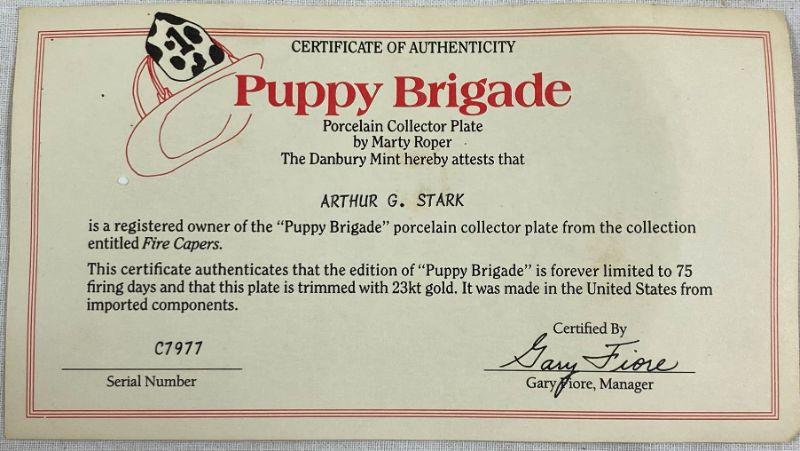 CERTIFICATE OF AUTHENTICITY
1
Puppy Brigade
Porcelain Collector Plate
by Marty Roper
The Danbury Mint hereby attests that
ARTHUR G. STARK
is a registered owner of the "Puppy Brigade" porcelain collector plate from the collection
entitled Fire Capers.
This certificate authenticates that the edition of "Puppy Brigade" is forever limited to 75
firing days and that this plate is trimmed with 23kt gold. It was made in the United States from
imported components.
C7977
Serial Number
Certified By
Gary Fiore
Gary Fiore, Manager